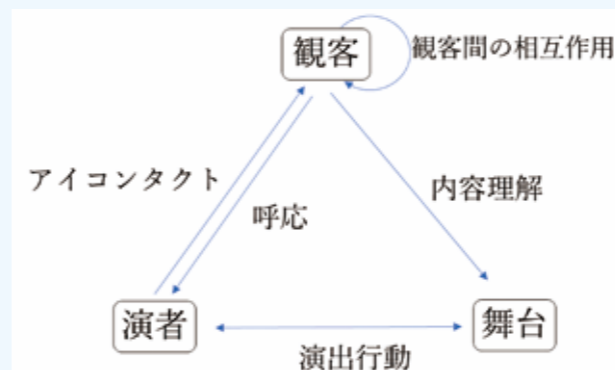 観客
観客間の相互作用
アイコンタクト
内容理解
呼応
演者
舞台
演出行動